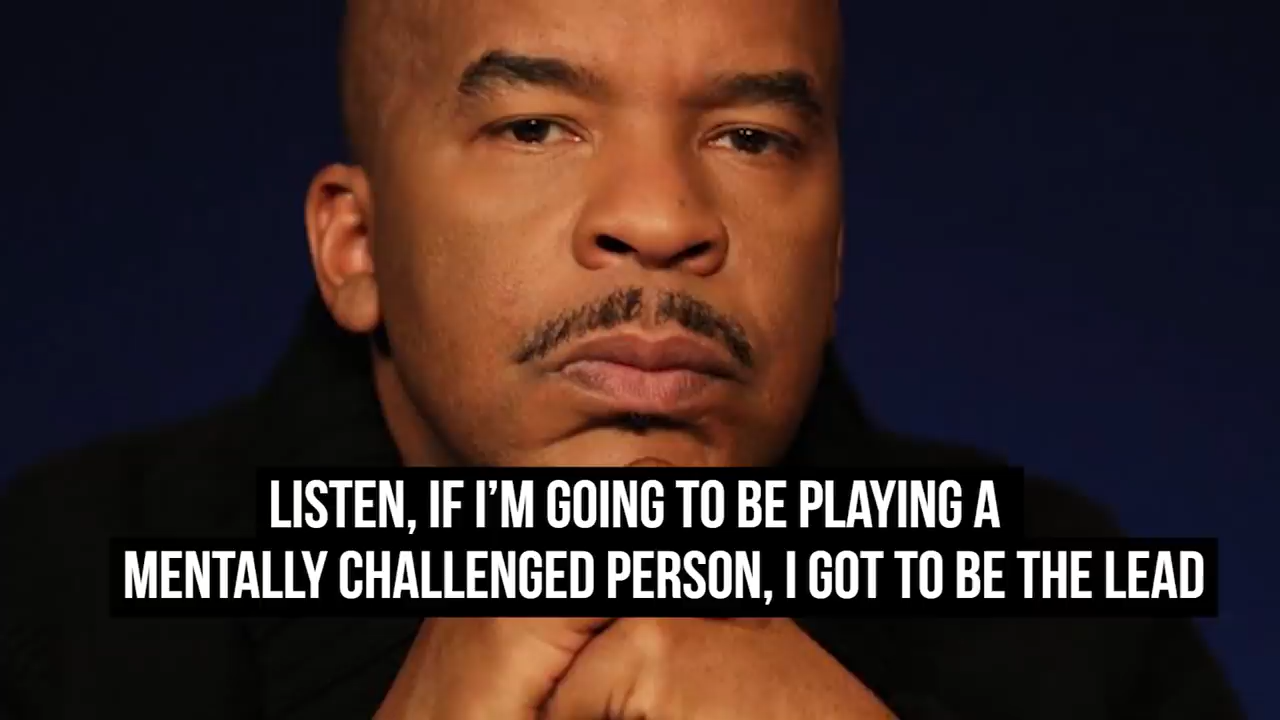 LISTEN, IF I'M GOING TO BE PLAYING A
MENTALLY CHALLENGED PERSON, I GOT TO BE THE LEAD